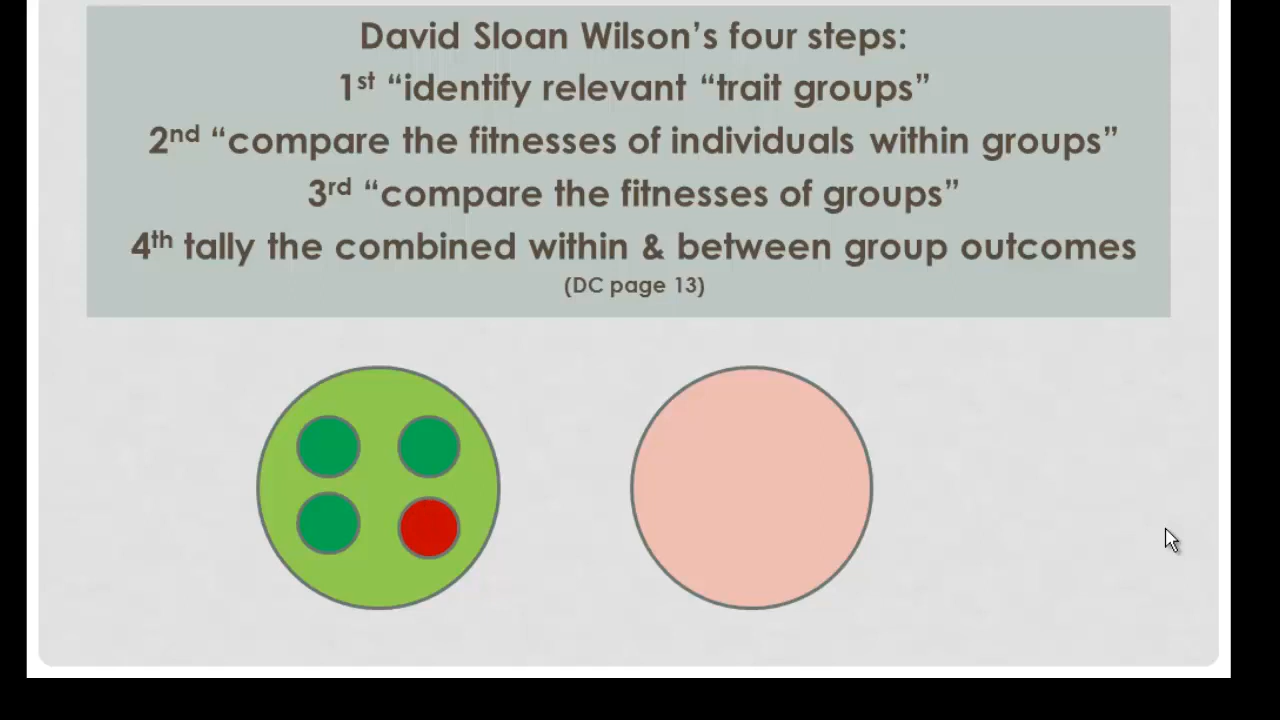 David Sloan Wilson’s four steps:
1st “identify relevant “trait groups”
2nd “compare the fitnesses of individuals within groups”
3rd “compare the fitnesses of groups”
4th tally the combined within & between group outcomes
(DC page 13)